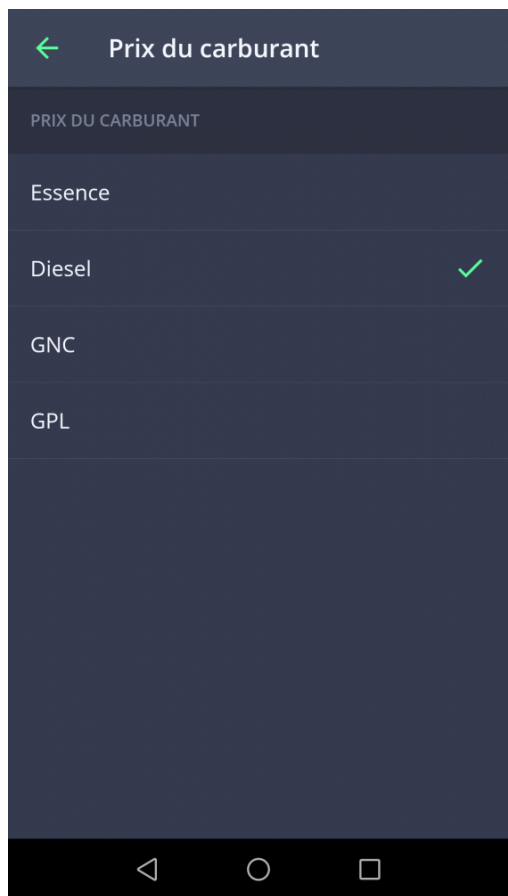 Prix du carburant
PRIX DU CARBURANT
Essence
Diesel
GNC
GPL